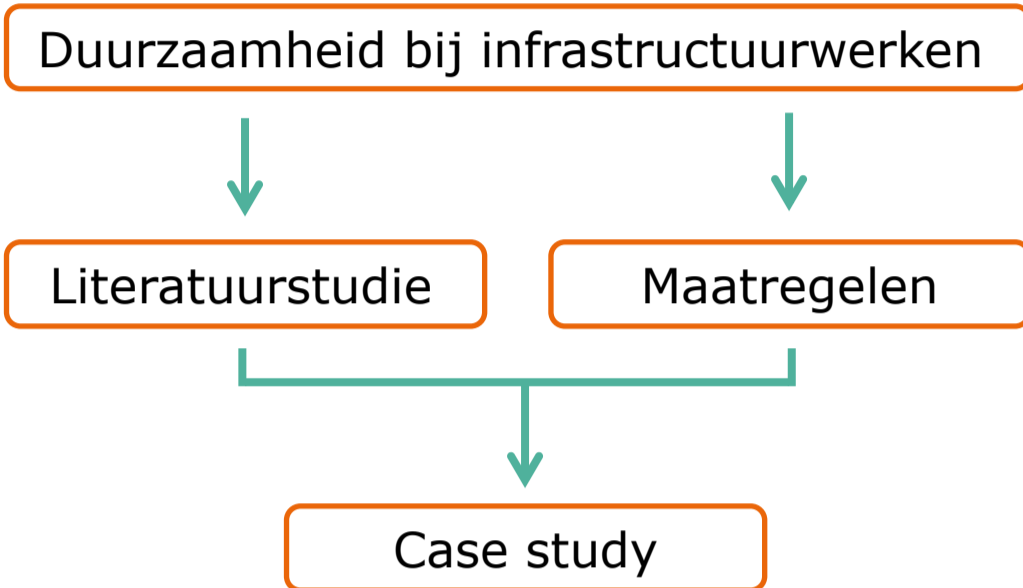 Duurzaamheid bij infrastructuurwerken
Literatuurstudie
Maatregelen
Case study